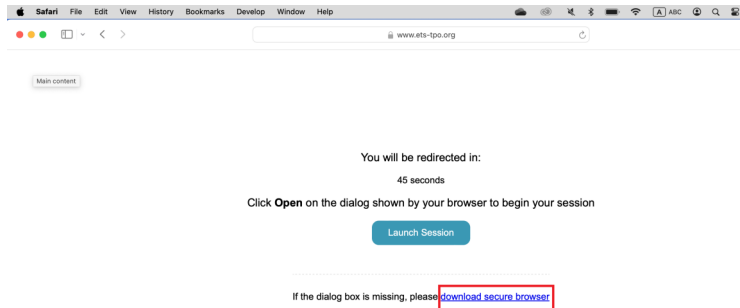 Safari File Edit View History Bookmarks Develop Window Help A ABC
www.ets-tpo.org
Main content
You will be redirected in:
45 seconds
Click Open on the dialog shown by your browser to begin your session
Launch Session
If the dialog box is missing, please download secure browser